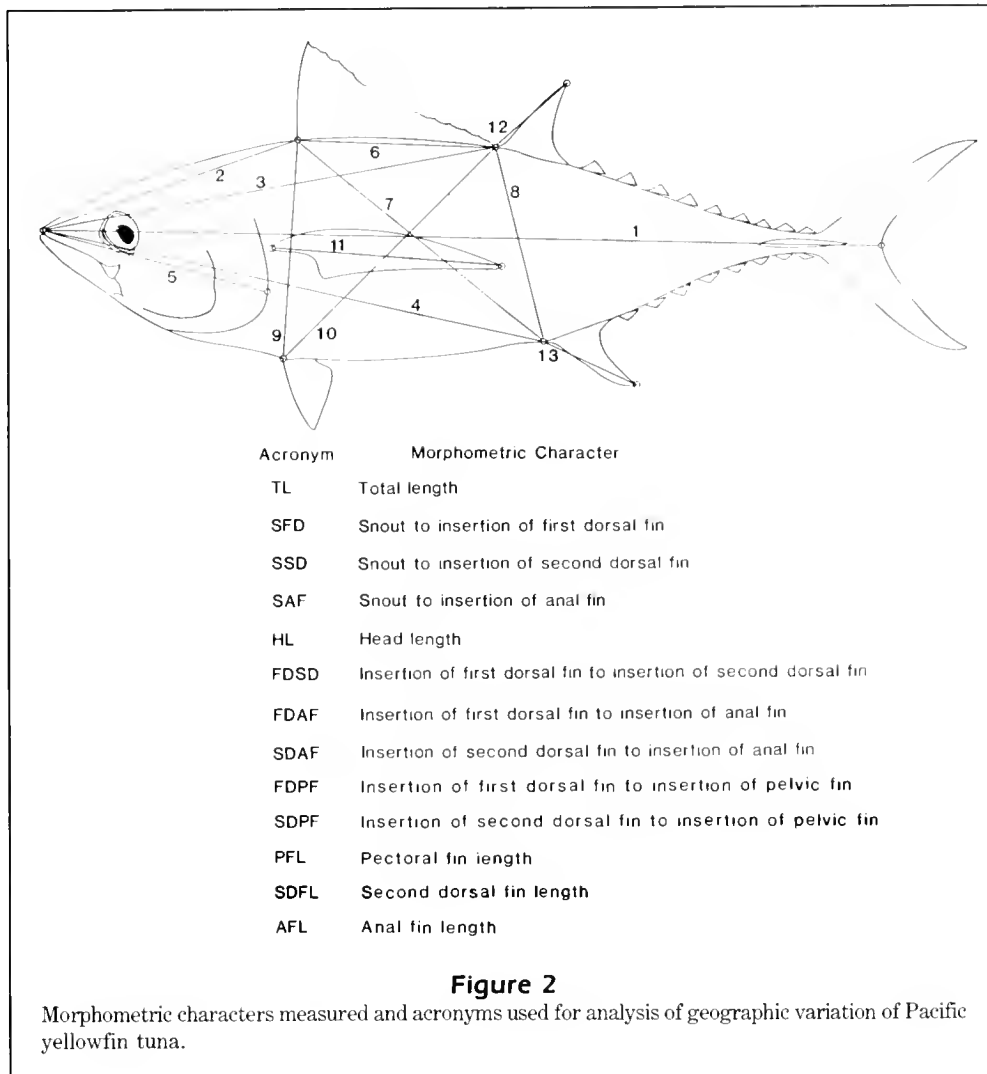 12
6
2
3
8
7
1
11
5
4
9
10
13
Acronym Morphometric Character
TL Total length
SFD Snout to insertion of first dorsal fin
SSD Snout to insertion of second dorsal fin
SAF Snout to insertion of anal fin
HL Head length
FDSD Insertion of first dorsal fin to insertion of second dorsal fin
FDAF Insertion of first dorsal fin to insertion of anal fin
SDAF Insertion of second dorsal fin to insertion of anal fin
FDPF Insertion of first dorsal fin to insertion of pelvic fin
SDPF Insertion of second dorsal fin to insertion of pelvic fin
PFL Pectoral fin length
SDFL Second dorsal fin length
AFL Anal fin length
Figure 2
Morphometric characters measured and acronyms used for analysis of geographic variation of Pacific
yellowfin tuna.